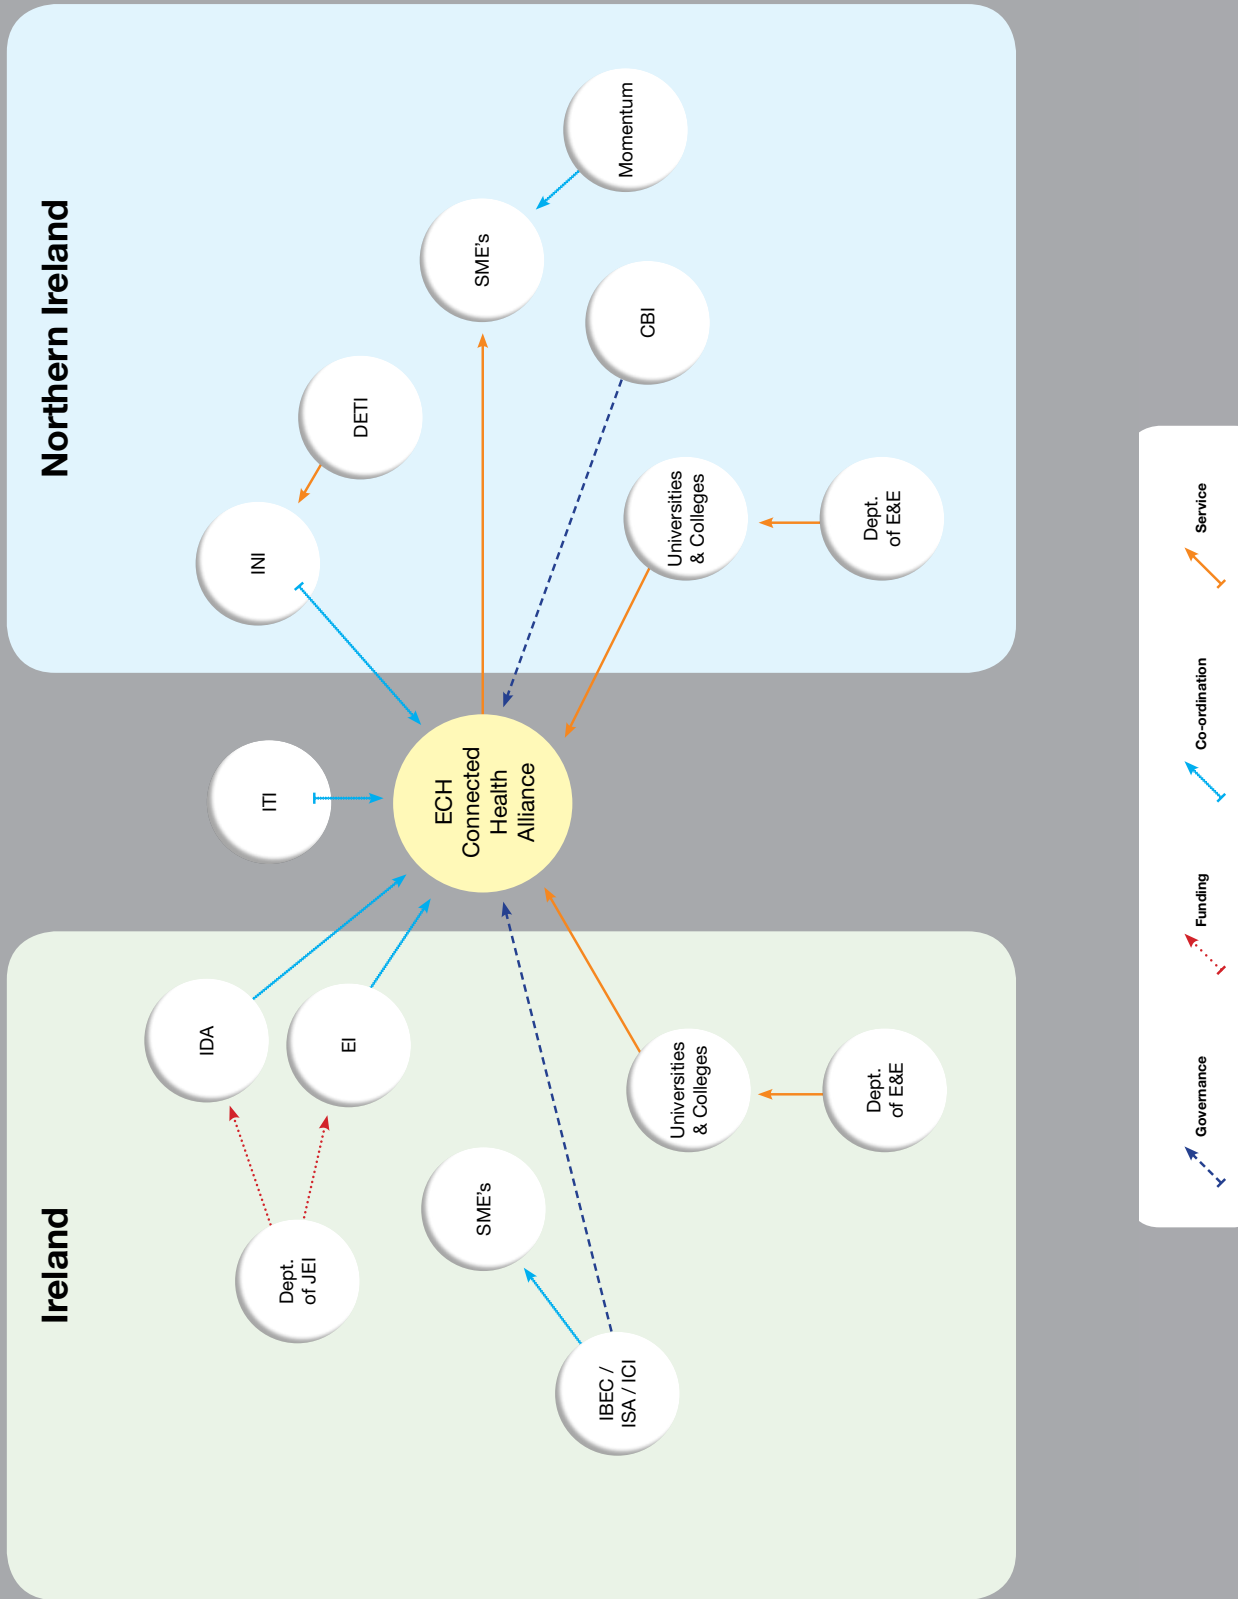 Ireland
Northern Ireland
Dept.
of JEI
IDA
EI
SME's
IBEC /
ISA / ICI
Universities
& Colleges
Dept.
of E&E
ITI
ECH
Connected
Health
Alliance
INI
DETI
SME's
Momentum
CBI
Universities
& Colleges
Dept.
of E&E
Governance
Funding
Co-ordination
Service